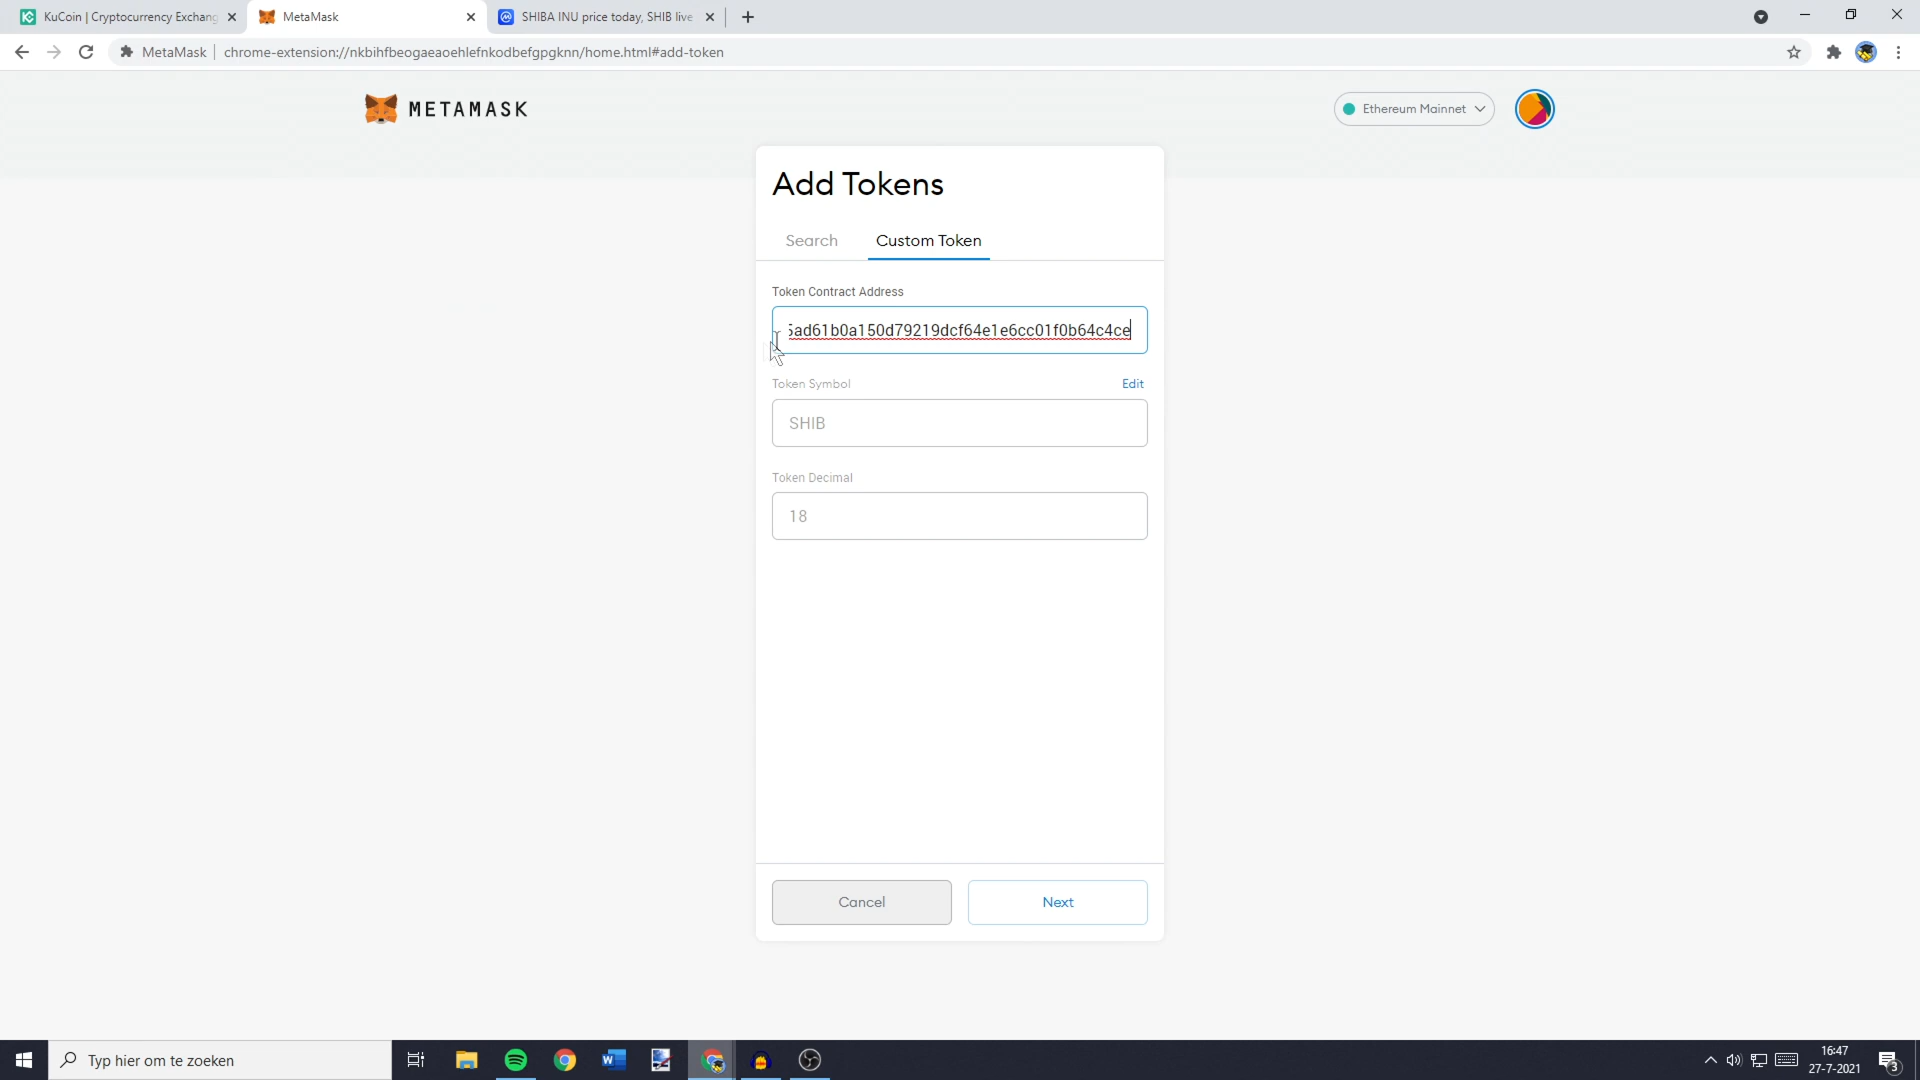 KuCoin | Cryptocurrency Exchang
MetaMask
SHIBA INU price today, SHIB live
MetaMask
chrome-extension://nkbihfbeogaeaoehlefnkodbefgpgknn/home.html#add-token
METAMASK
Ethereum Mainnet
Add Tokens
Search
Custom Token
Token Contract Address
5ad61b0a150d79219dcf64e1e6cc01f0b64c4ce
Token Symbol
Edit
SHIB
Token Decimal
18
Cancel
Next
Typ hier om te zoeken
16:47
27-7-2021
3